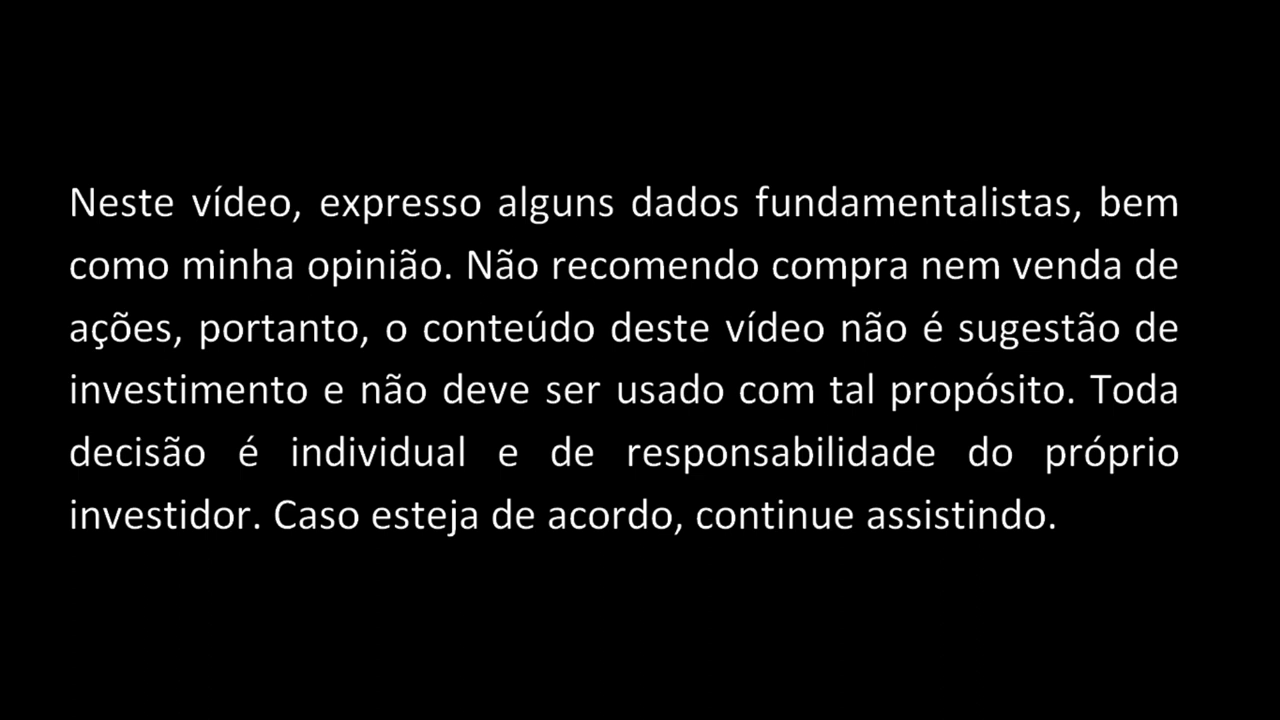 Neste vídeo, expresso alguns dados fundamentalistas, bem
como minha opinião. Não recomendo compra nem venda de
ações, portanto, o conteúdo deste vídeo não é sugestão de
investimento e não deve ser usado com tal propósito. Toda
decisão é individual e de responsabilidade do próprio
investidor. Caso esteja de acordo, continue assistindo.